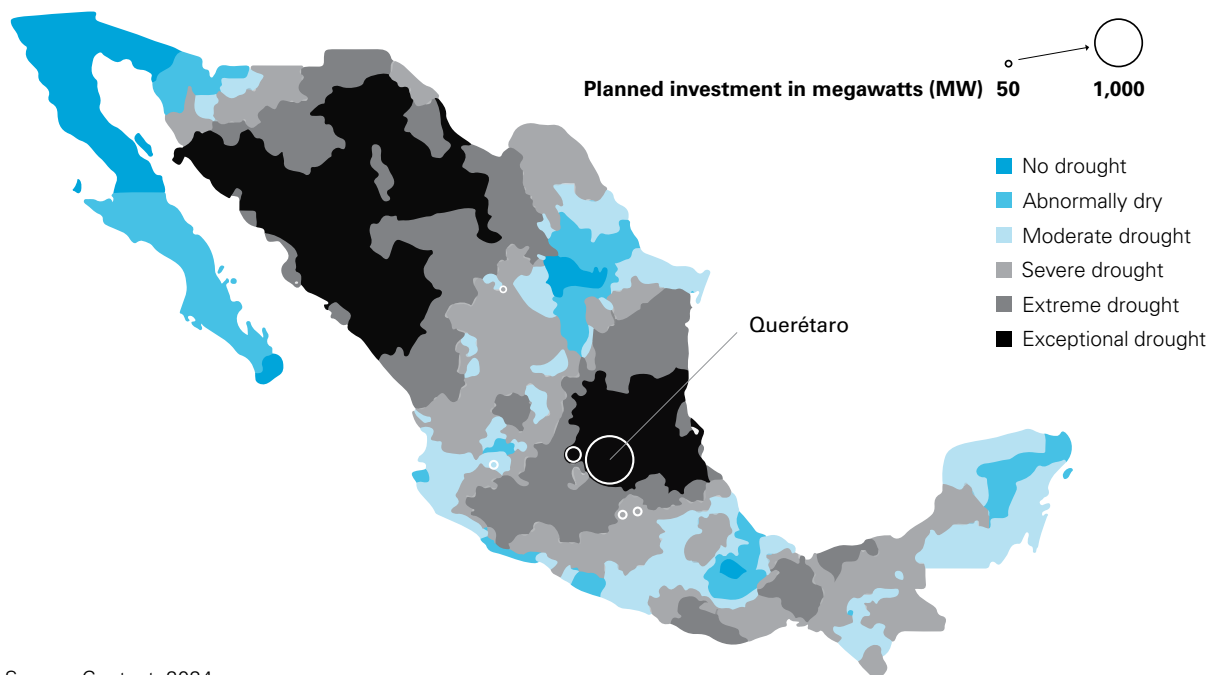 Planned investment in megawatts (MW) 50 1,000
No drought
Abnormally dry
Moderate drought
Severe drought
Extreme drought
Exceptional drought
Querétaro